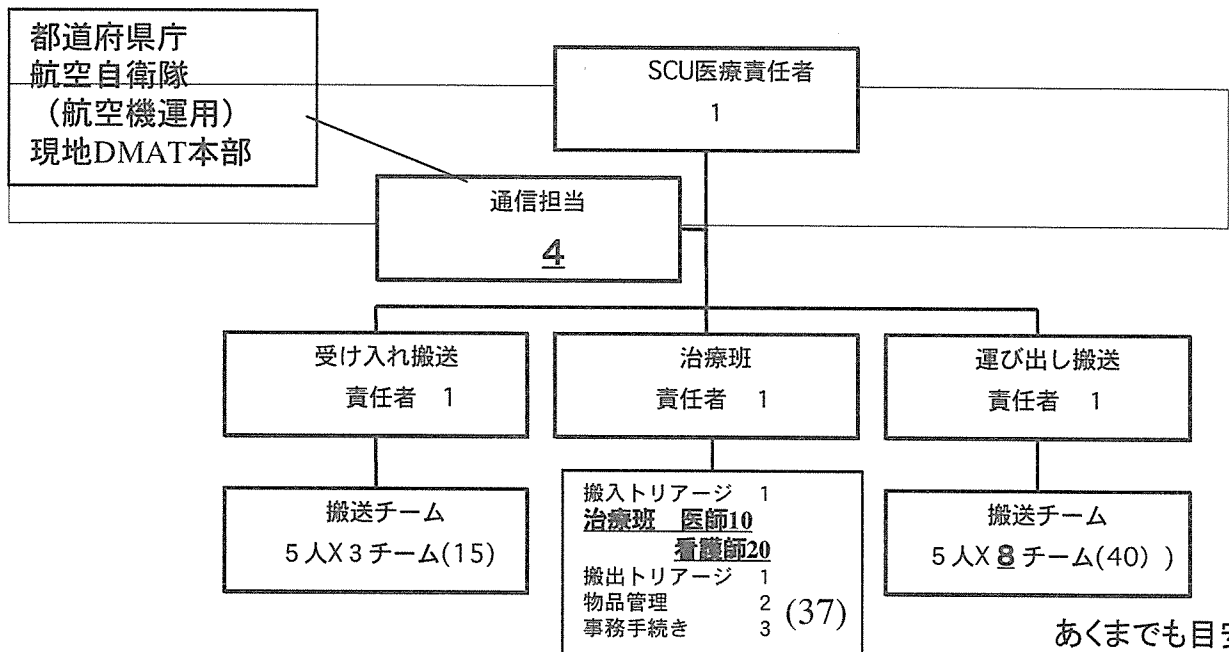 都道府県庁
航空自衛隊
（航空機運用）
現地DMAT本部
SCU医療責任者
1
通信担当
4
受け入れ搬送
責任者 1
治療班
責任者 1
運び出し搬送
責任者 1
搬送チーム
5人X3チーム(15)
搬入トリアージ 1
治療班 医師10
看護師20
搬出トリアージ 1
物品管理 2
事務手続き 3
(37)
搬送チーム
5人X8チーム(40) )
あくまでも目